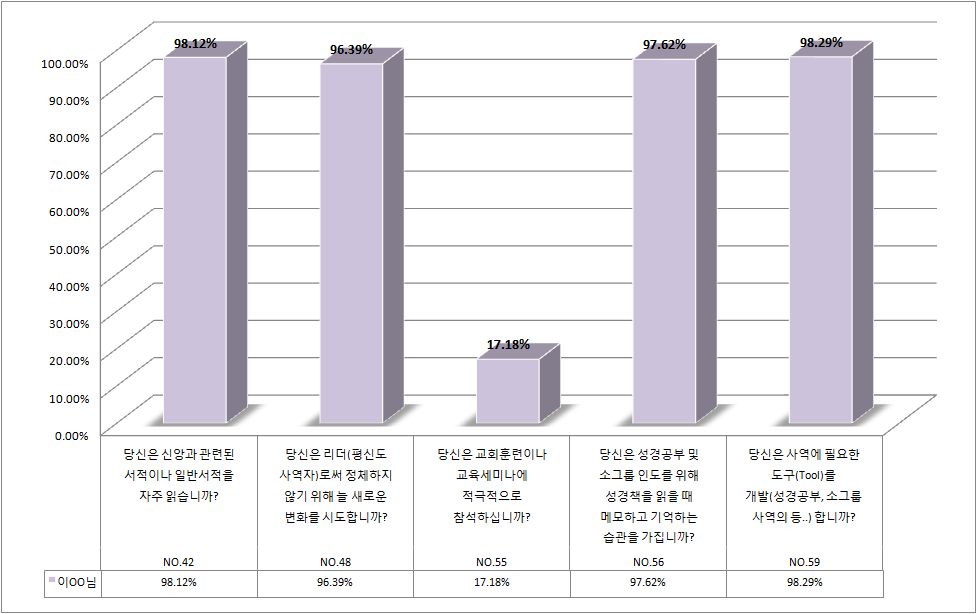 98.12%
96.39%
17.18%
97.62%
98.29%
100.00%
90.00%
80.00%
70.00%
60.00%
50.00%
40.00%
30.00%
20.00%
10.00%
0.00%
당신은 신앙과 관련된
서적이나 일반서적을
자주 읽습니까?
NO.42
당신은 리더(평신도
사역자)로써 정체하지
않기 위해 늘 새로운
변화를 시도합니까?
NO.48
당신은 교회훈련이나
교육세미나에
적극적으로
참석하십니까?
NO.55
당신은 성경공부 및
소그룹 인도를 위해
성경책을 읽을 때
메모하고 기억하는
습관을 가집니까?
NO.56
당신은 사역에 필요한
도구(Tool)를
개발(성경공부, 소그룹
사역의 등..) 합니까?
NO.59
이OO님 98.12% 96.39% 17.18% 97.62% 98.29%